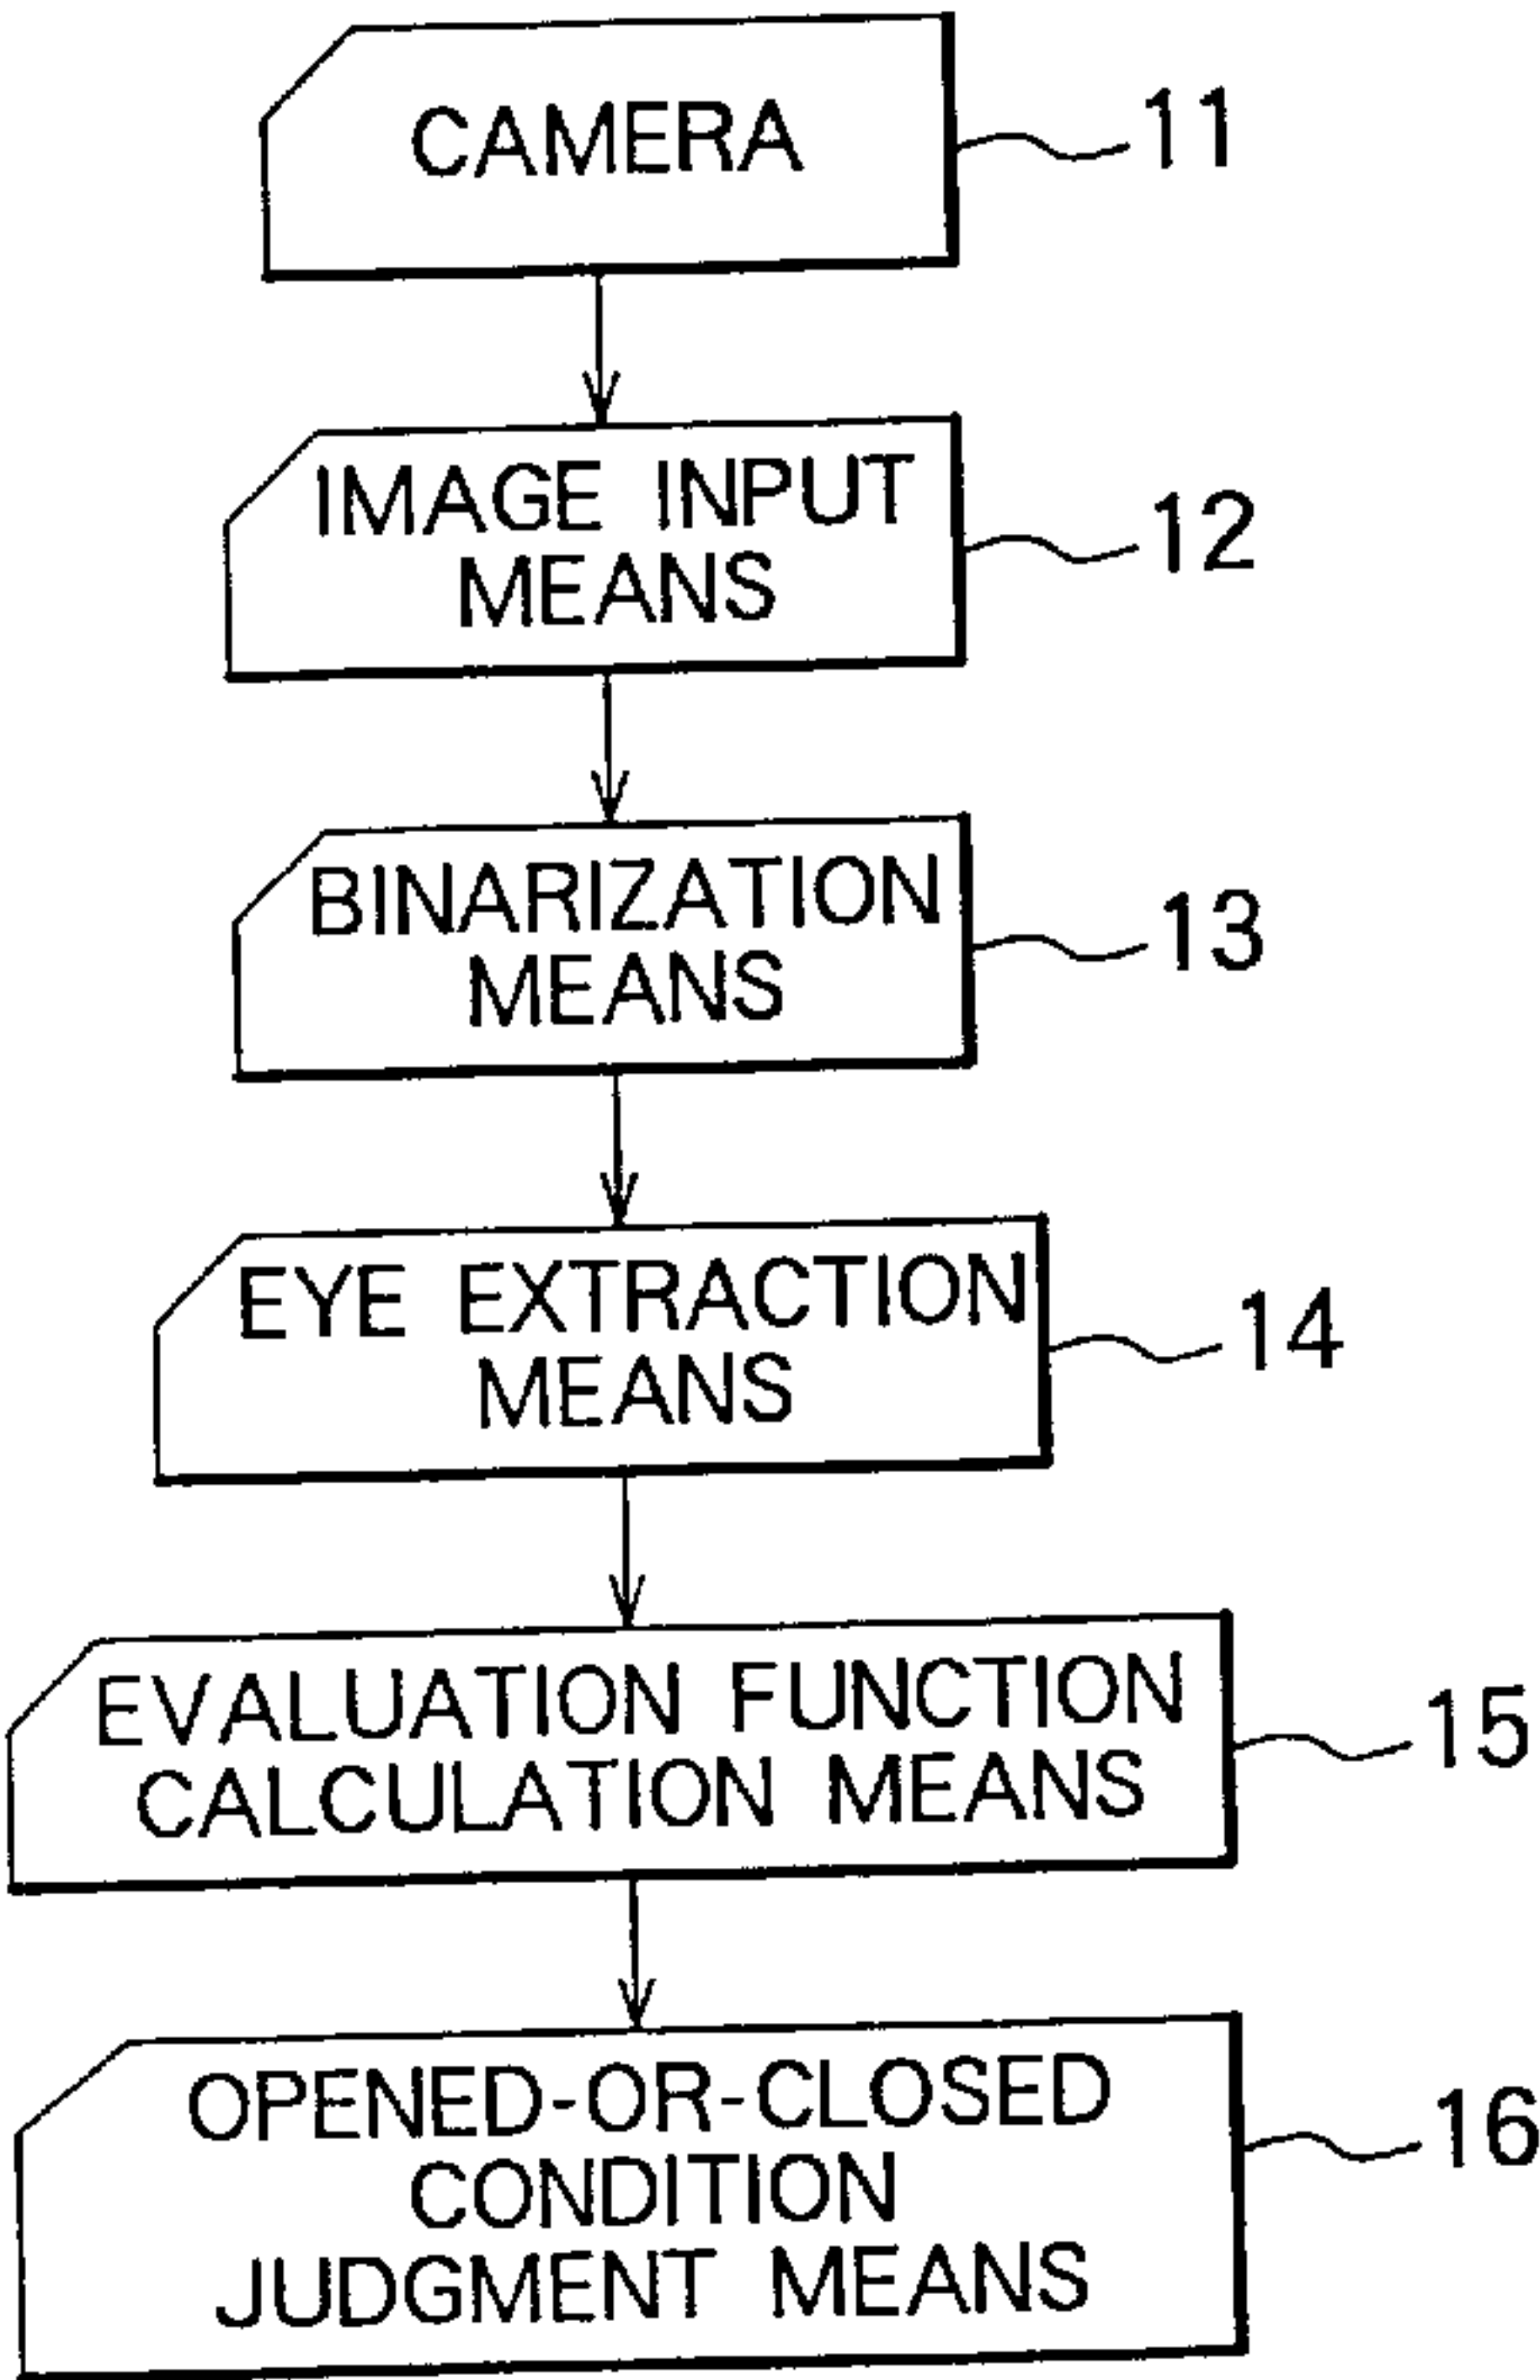 CAMERA
11
IMAGE INPUT
MEANS
12
BINARIZATION
MEANS
13
EYE EXTRACTION
MEANS
14
EVALUATION FUNCTION
CALCULATION MEANS
15
OPENED-OR-CLOSED
CONDITION
JUDGMENT MEANS
16